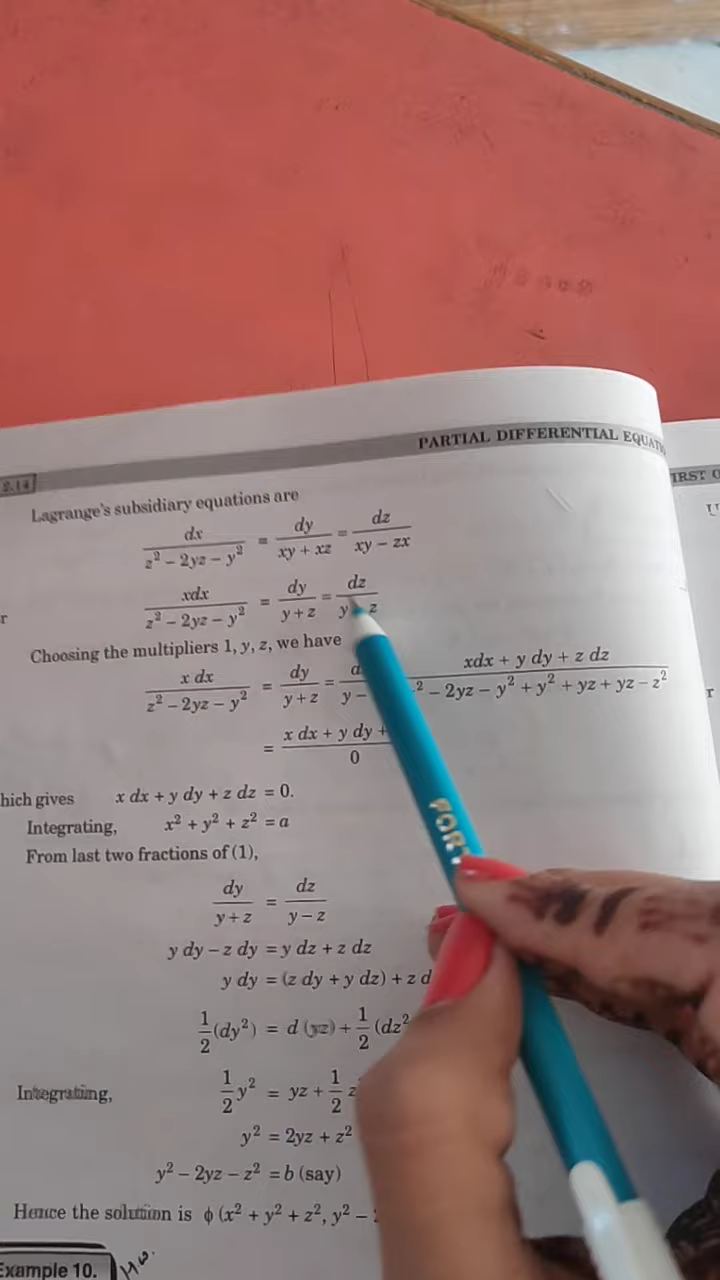 PARTIAL DIFFERENTIAL EQUATI
2.14
IRST O
Lagrange's subsidiary equations are
dx / (z² – 2yz – y²) = dy / (xy + xz) = dz / (xy – zx)
r
xdx / (z² – 2yz – y²) = dy / (y + z) = dz / (y z
Choosing the multipliers 1, y, z, we have
x dx / (z² – 2yz – y²) = dy / (y + z) = d / (y – ² – 2yz – y² + y² + yz + yz – z²
xdx + y dy + z dz
= x dx + y dy + / 0
hich gives x dx + y dy + z dz = 0.
Integrating, x² + y² + z² = a
From last two fractions of (1),
dy / (y + z) = dz / (y – z)
y dy – z dy = y dz + z dz
y dy = (z dy + y dz) + z d
1/2 (dy²) = d (yz) + 1/2 (dz²
Integrating, 1/2 y² = yz + 1/2 z
y² = 2yz + z²
y² – 2yz – z² = b (say)
Hence the solution is ϕ (x² + y² + z², y² –
Example 10. H.w.
FOR